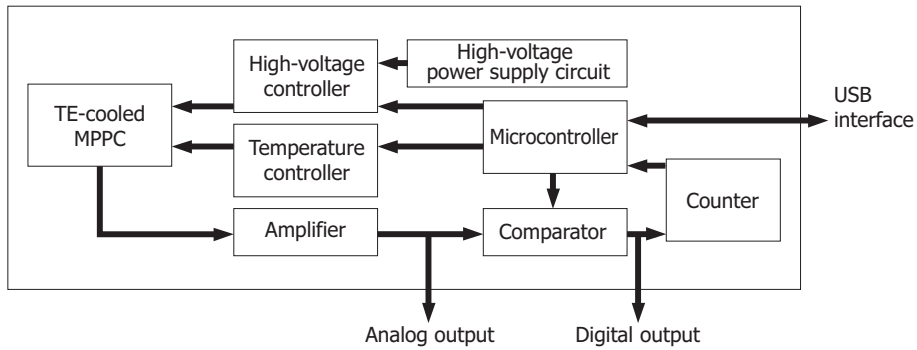 High-voltage
power supply circuit
High-voltage
controller
TE-cooled
MPPC
Temperature
controller
Microcontroller
USB
interface
Counter
Amplifier
Comparator
Analog output
Digital output